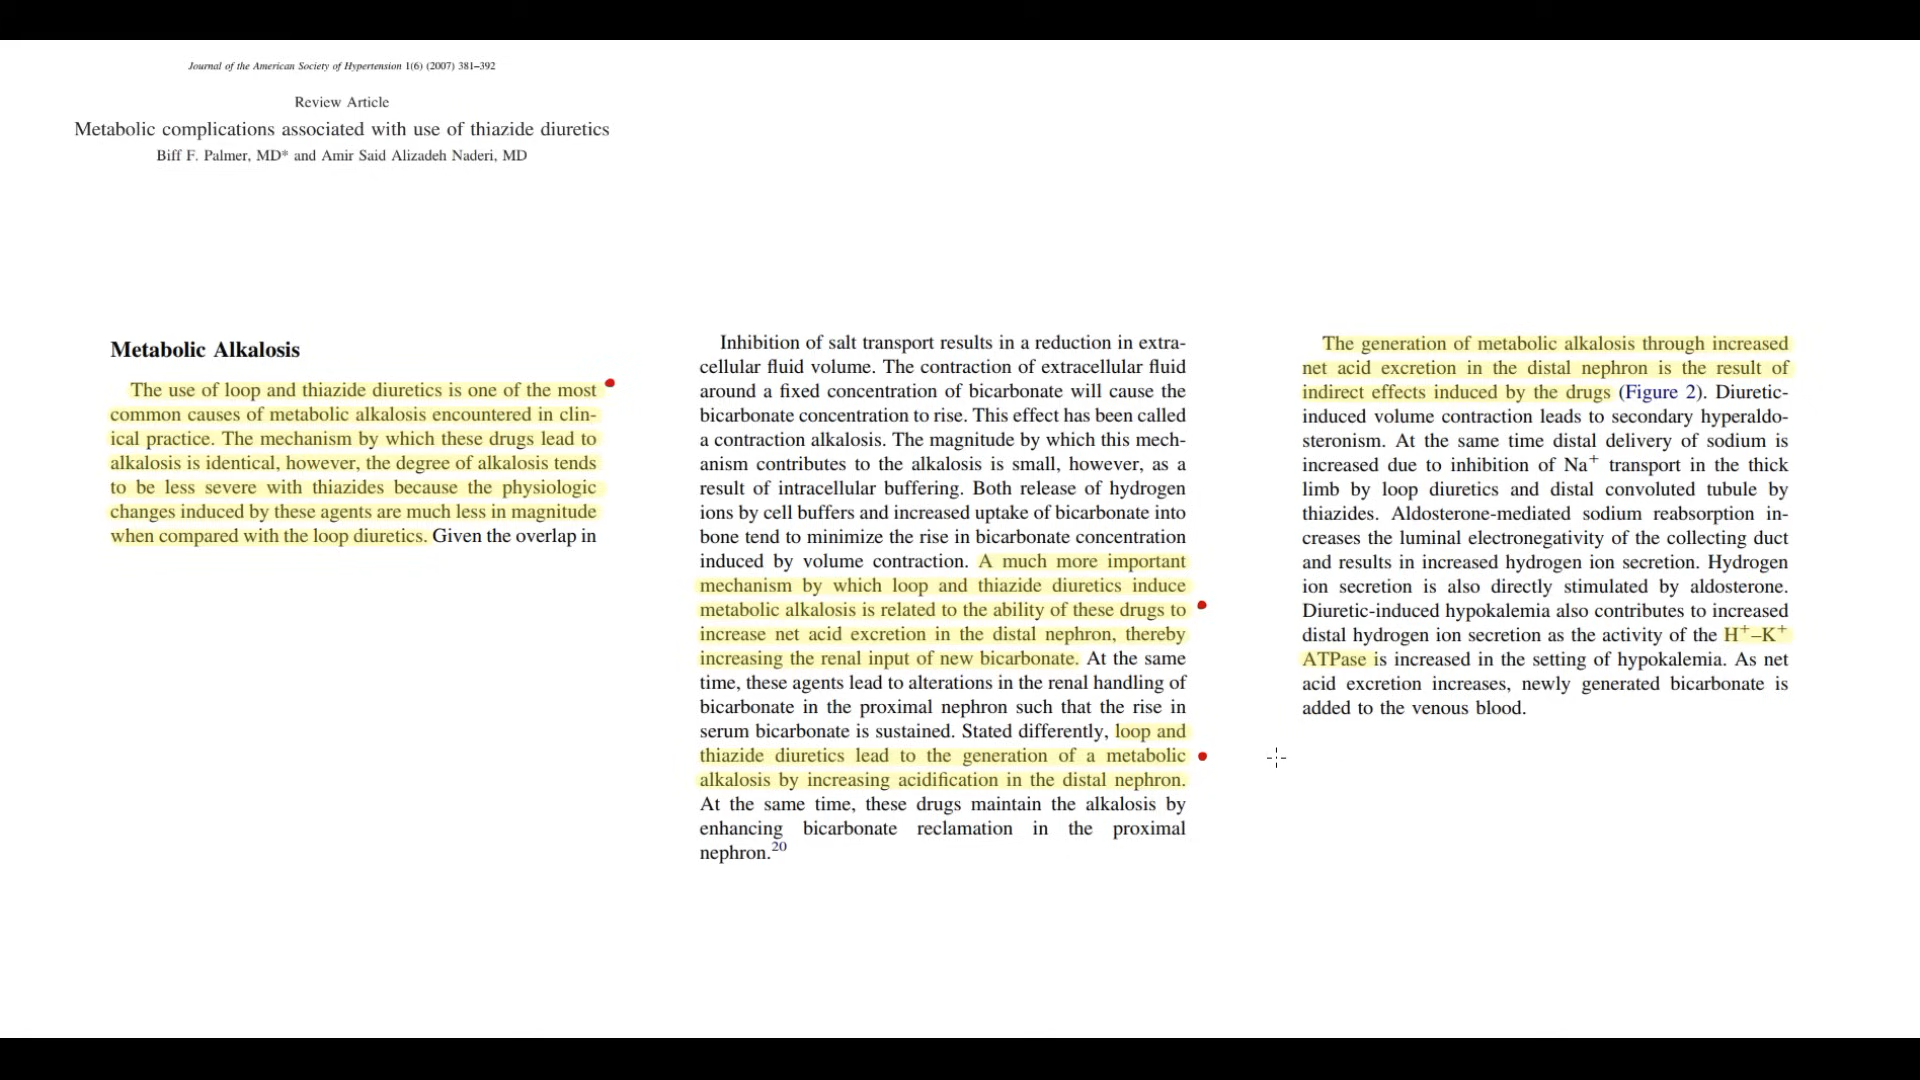 Journal of the American Society of Hypertension 1(6) (2007) 381–392
Review Article
Metabolic complications associated with use of thiazide diuretics
Biff F. Palmer, MD* and Amir Said Alizadeh Naderi, MD
Metabolic Alkalosis
The use of loop and thiazide diuretics is one of the most
common causes of metabolic alkalosis encountered in clin-
ical practice. The mechanism by which these drugs lead to
alkalosis is identical, however, the degree of alkalosis tends
to be less severe with thiazides because the physiologic
changes induced by these agents are much less in magnitude
when compared with the loop diuretics. Given the overlap in
Inhibition of salt transport results in a reduction in extra-
cellular fluid volume. The contraction of extracellular fluid
around a fixed concentration of bicarbonate will cause the
bicarbonate concentration to rise. This effect has been called
a contraction alkalosis. The magnitude by which this mech-
anism contributes to the alkalosis is small, however, as a
result of intracellular buffering. Both release of hydrogen
ions by cell buffers and increased uptake of bicarbonate into
bone tend to minimize the rise in bicarbonate concentration
induced by volume contraction. A much more important
mechanism by which loop and thiazide diuretics induce
metabolic alkalosis is related to the ability of these drugs to
increase net acid excretion in the distal nephron, thereby
increasing the renal input of new bicarbonate. At the same
time, these agents lead to alterations in the renal handling of
bicarbonate in the proximal nephron such that the rise in
serum bicarbonate is sustained. Stated differently, loop and
thiazide diuretics lead to the generation of a metabolic
alkalosis by increasing acidification in the distal nephron.
At the same time, these drugs maintain the alkalosis by
enhancing bicarbonate reclamation in the proximal
nephron.20
The generation of metabolic alkalosis through increased
net acid excretion in the distal nephron is the result of
indirect effects induced by the drugs (Figure 2). Diuretic-
induced volume contraction leads to secondary hyperaldo-
steronism. At the same time distal delivery of sodium is
increased due to inhibition of Na+ transport in the thick
limb by loop diuretics and distal convoluted tubule by
thiazides. Aldosterone-mediated sodium reabsorption in-
creases the luminal electronegativity of the collecting duct
and results in increased hydrogen ion secretion. Hydrogen
ion secretion is also directly stimulated by aldosterone.
Diuretic-induced hypokalemia also contributes to increased
distal hydrogen ion secretion as the activity of the H+–K+
ATPase is increased in the setting of hypokalemia. As net
acid excretion increases, newly generated bicarbonate is
added to the venous blood.